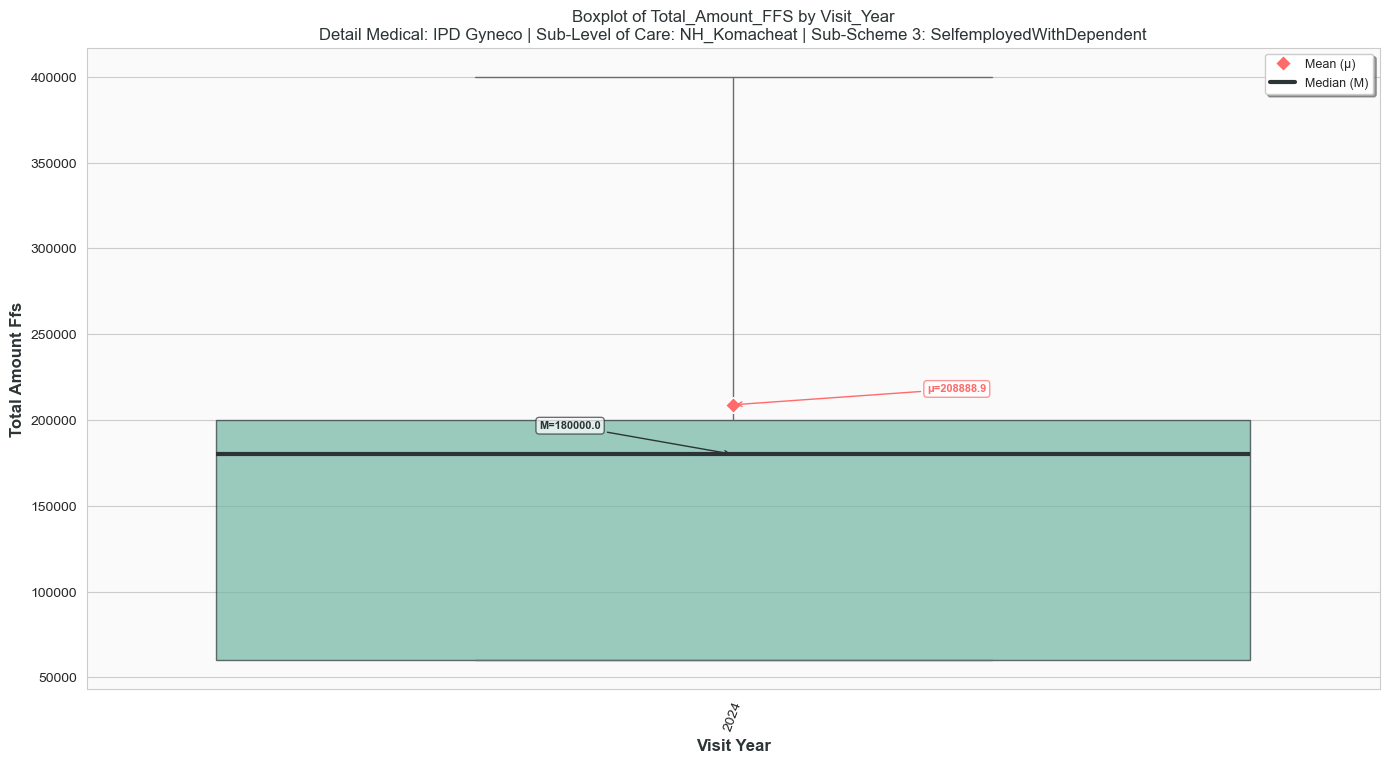 Boxplot of Total_Amount_FFS by Visit_Year
Detail Medical: IPD Gyneco | Sub-Level of Care: NH_Komacheat | Sub-Scheme 3: SelfemployedWithDependent
Mean (μ)
Median (M)
400000
350000
300000
250000
200000
150000
100000
50000
Total Amount Ffs
μ=208888.9
M=180000.0
2024
Visit Year